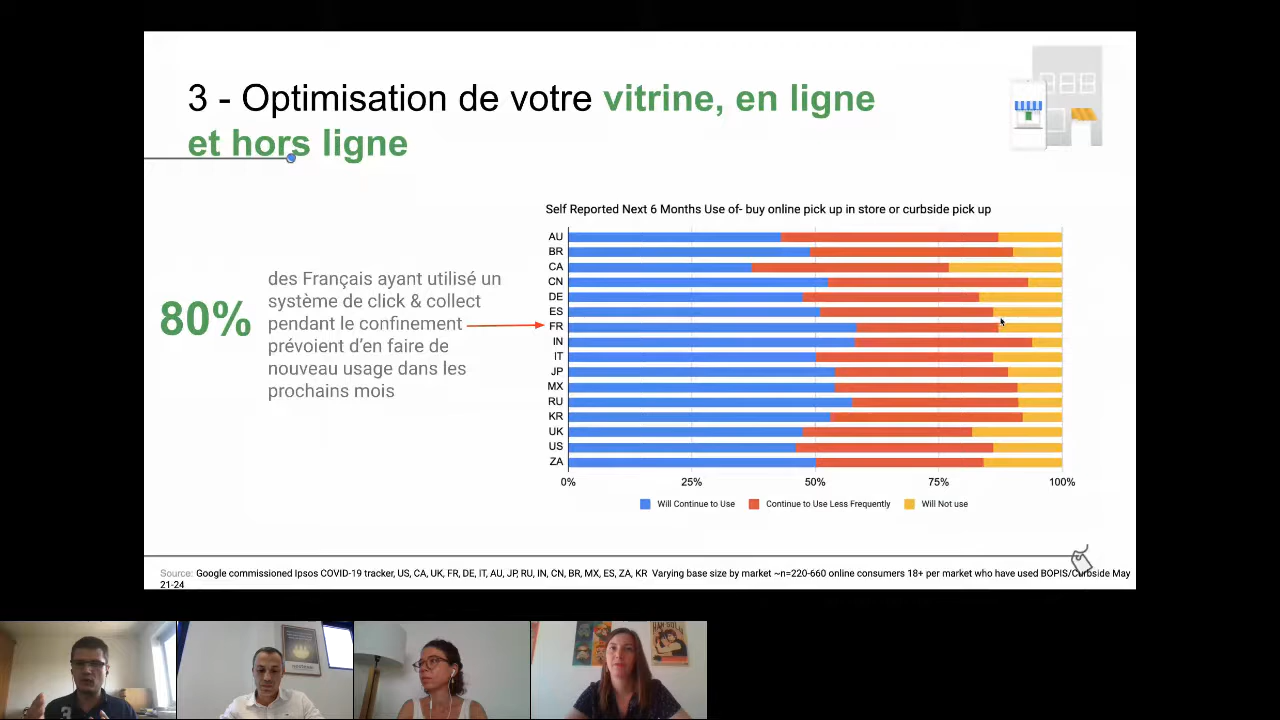 3 - Optimisation de votre vitrine, en ligne
et hors ligne
Self Reported Next 6 Months Use of- buy online pick up in store or curbside pick up
80%
des Français ayant utilisé un
système de click & collect
pendant le confinement
prévoient d’en faire de
nouveau usage dans les
prochains mois
AU
BR
CA
CN
DE
ES
FR
IN
IT
JP
MX
RU
KR
UK
US
ZA
0% 25% 50% 75% 100%
Will Continue to Use Continue to Use Less Frequently Will Not use
Source: Google commissioned Ipsos COVID-19 tracker, US, CA, UK, FR, DE, IT, AU, JP, RU, IN, CN, BR, MX, ES, ZA, KR Varying base size by market ~n=220-660 online consumers 18+ per market who have used BOPIS/Curbside May
21-24
HAN SOLO